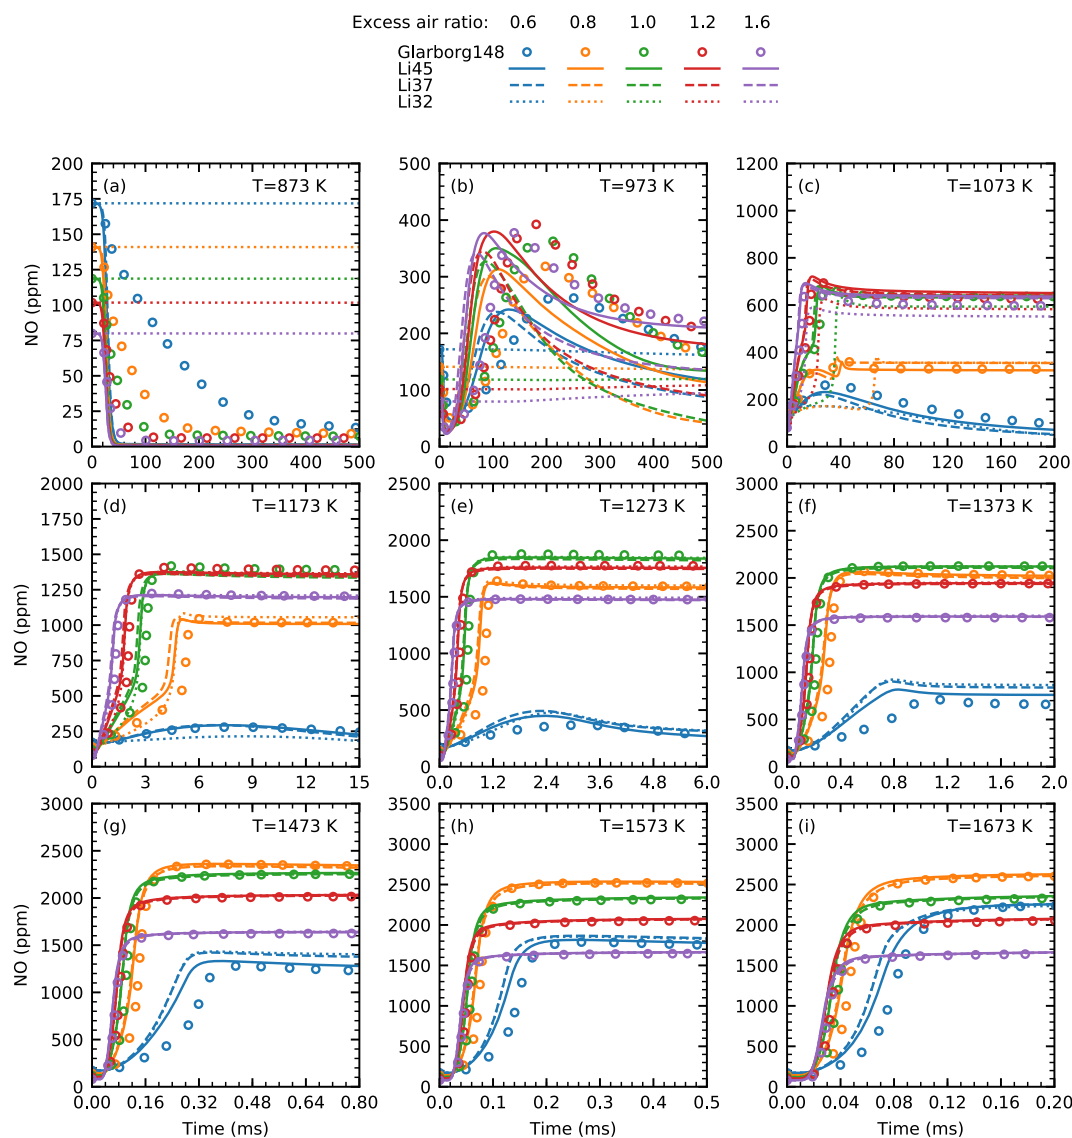 Excess air ratio: 0.6 0.8 1.0 1.2 1.6
Glarborg148
Li45
Li37
Li32
(a) T=873 K
NO (ppm)
200
175
150
125
100
75
50
25
0
0 100 200 300 400 500
(b) T=973 K
500
400
300
200
100
0
0 100 200 300 400 500
(c) T=1073 K
1200
1000
800
600
400
200
0
0 40 80 120 160 200
(d) T=1173 K
NO (ppm)
2000
1750
1500
1250
1000
750
500
250
0
0 3 6 9 12 15
(e) T=1273 K
2500
2000
1500
1000
500
0
0.0 1.2 2.4 3.6 4.8 6.0
(f) T=1373 K
3000
2500
2000
1500
1000
500
0
0.0 0.4 0.8 1.2 1.6 2.0
(g) T=1473 K
NO (ppm)
3000
2500
2000
1500
1000
500
0
0.00 0.16 0.32 0.48 0.64 0.80
Time (ms)
(h) T=1573 K
3500
3000
2500
2000
1500
1000
500
0
0.0 0.1 0.2 0.3 0.4 0.5
Time (ms)
(i) T=1673 K
3500
3000
2500
2000
1500
1000
500
0
0.00 0.04 0.08 0.12 0.16 0.20
Time (ms)